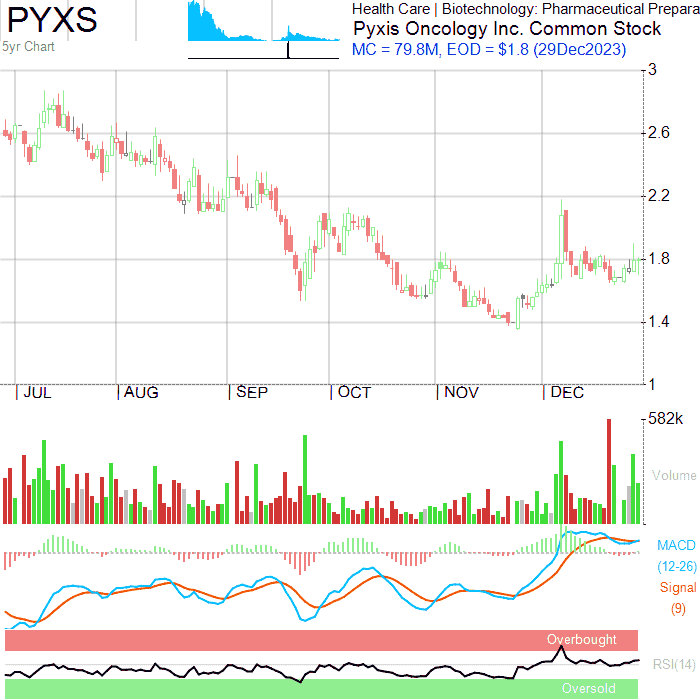 PYXS
5yr Chart
Health Care | Biotechnology: Pharmaceutical Prepara
Pyxis Oncology Inc. Common Stock
MC = 79.8M, EOD = $1.8 (29Dec2023)
3
2.6
2.2
1.8
1.4
1
| JUL | AUG | SEP | OCT | NOV | DEC
582k
Volume
MACD
(12-26)
Signal
(9)
Overbought
RSI(14)
Oversold